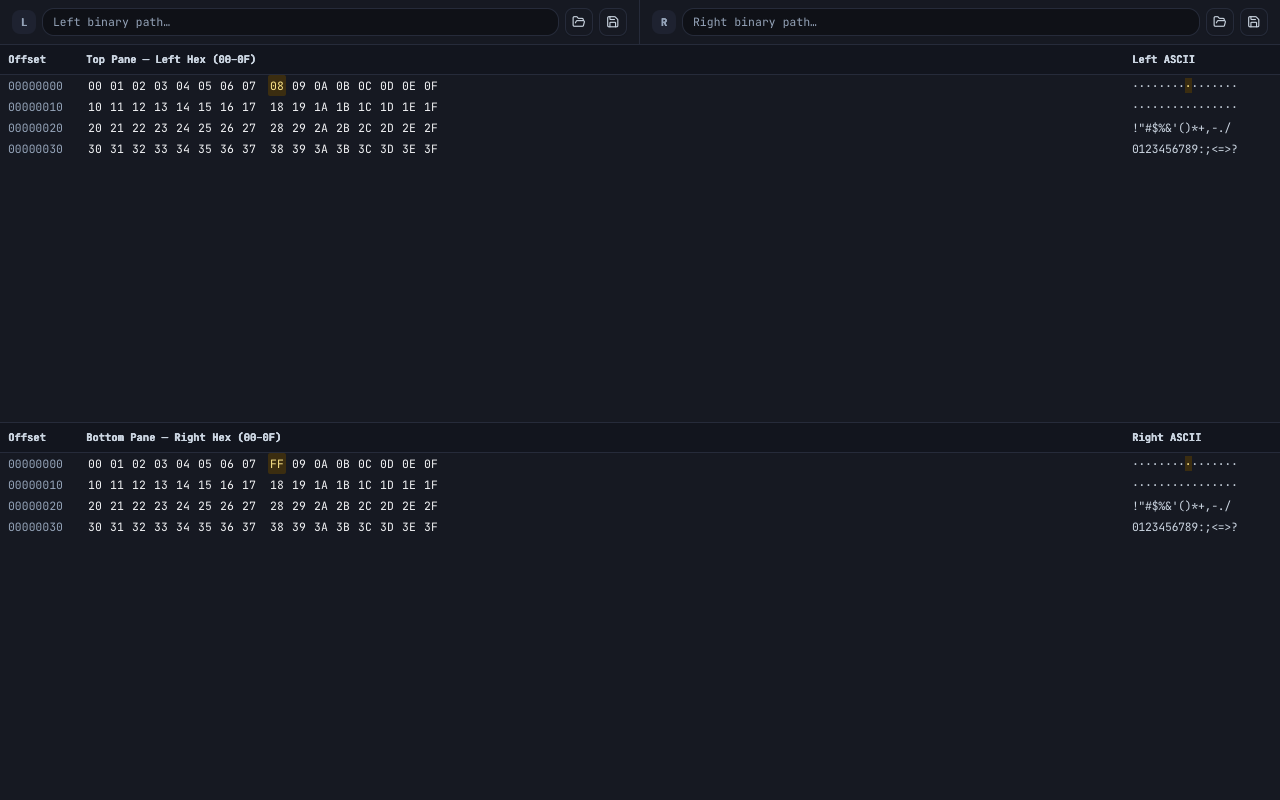 L Left binary path… R Right binary path…
Offset Top Pane — Left Hex (00–0F) Left ASCII
00000000 00 01 02 03 04 05 06 07 08 09 0A 0B 0C 0D 0E 0F ················
00000010 10 11 12 13 14 15 16 17 18 19 1A 1B 1C 1D 1E 1F ················
00000020 20 21 22 23 24 25 26 27 28 29 2A 2B 2C 2D 2E 2F !"#$%&'()*+,-./
00000030 30 31 32 33 34 35 36 37 38 39 3A 3B 3C 3D 3E 3F 0123456789:;<=>?
Offset Bottom Pane — Right Hex (00–0F) Right ASCII
00000000 00 01 02 03 04 05 06 07 FF 09 0A 0B 0C 0D 0E 0F ················
00000010 10 11 12 13 14 15 16 17 18 19 1A 1B 1C 1D 1E 1F ················
00000020 20 21 22 23 24 25 26 27 28 29 2A 2B 2C 2D 2E 2F !"#$%&'()*+,-./
00000030 30 31 32 33 34 35 36 37 38 39 3A 3B 3C 3D 3E 3F 0123456789:;<=>?